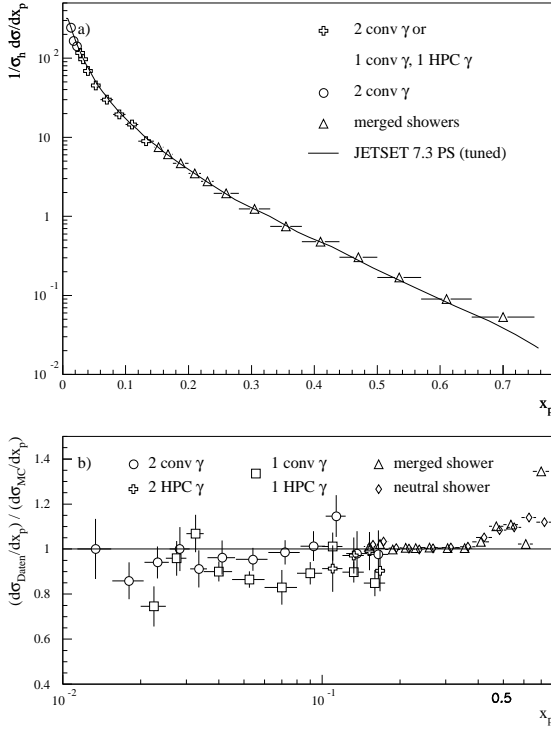 1/σh dσ/dxp
a)
2 conv γ or
1 conv γ, 1 HPC γ
2 conv γ
merged showers
JETSET 7.3 PS (tuned)
10 2
10
1
10 -1
10 -2
0 0.1 0.2 0.3 0.4 0.5 0.6 0.7
xp
(dσDaten/dxp) / (dσMC/dxp)
b)
2 conv γ 1 conv γ merged shower
2 HPC γ 1 HPC γ neutral shower
1.4
1.2
1
0.8
0.6
0.4
10 -2 10 -1 0.5
xp